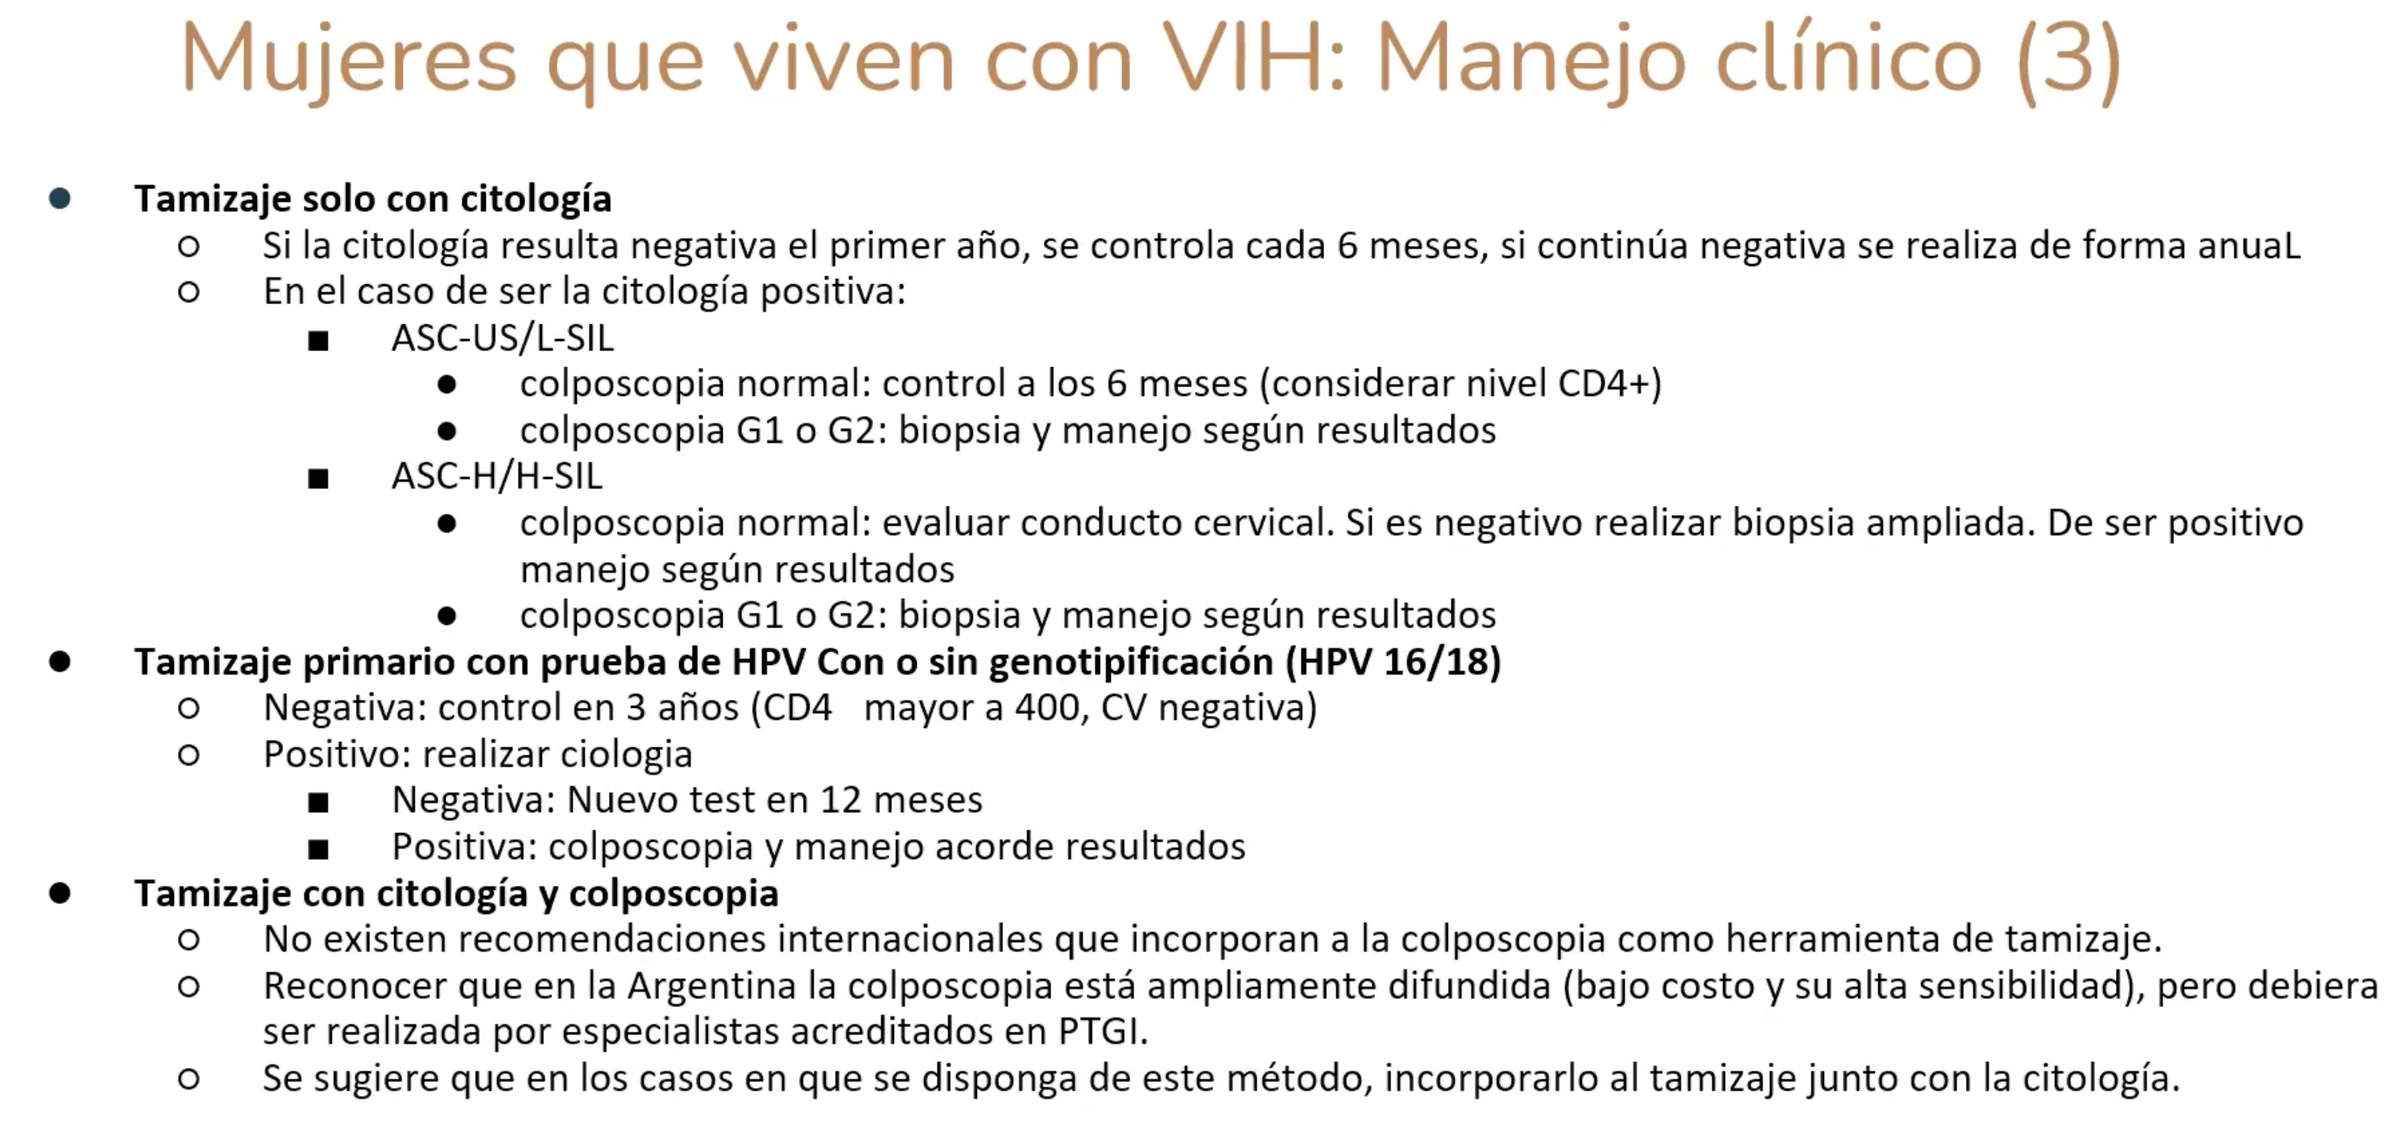 Mujeres que viven con VIH: Manejo clínico (3)
● Tamizaje solo con citología
○ Si la citología resulta negativa el primer año, se controla cada 6 meses, si continúa negativa se realiza de forma anuaL
○ En el caso de ser la citología positiva:
■ ASC-US/L-SIL
● colposcopia normal: control a los 6 meses (considerar nivel CD4+)
● colposcopia G1 o G2: biopsia y manejo según resultados
■ ASC-H/H-SIL
● colposcopia normal: evaluar conducto cervical. Si es negativo realizar biopsia ampliada. De ser positivo
manejo según resultados
● colposcopia G1 o G2: biopsia y manejo según resultados
● Tamizaje primario con prueba de HPV Con o sin genotipificación (HPV 16/18)
○ Negativa: control en 3 años (CD4 mayor a 400, CV negativa)
○ Positivo: realizar ciologia
■ Negativa: Nuevo test en 12 meses
■ Positiva: colposcopia y manejo acorde resultados
● Tamizaje con citología y colposcopia
○ No existen recomendaciones internacionales que incorporan a la colposcopia como herramienta de tamizaje.
○ Reconocer que en la Argentina la colposcopia está ampliamente difundida (bajo costo y su alta sensibilidad), pero debiera
ser realizada por especialistas acreditados en PTGI.
○ Se sugiere que en los casos en que se disponga de este método, incorporarlo al tamizaje junto con la citología.